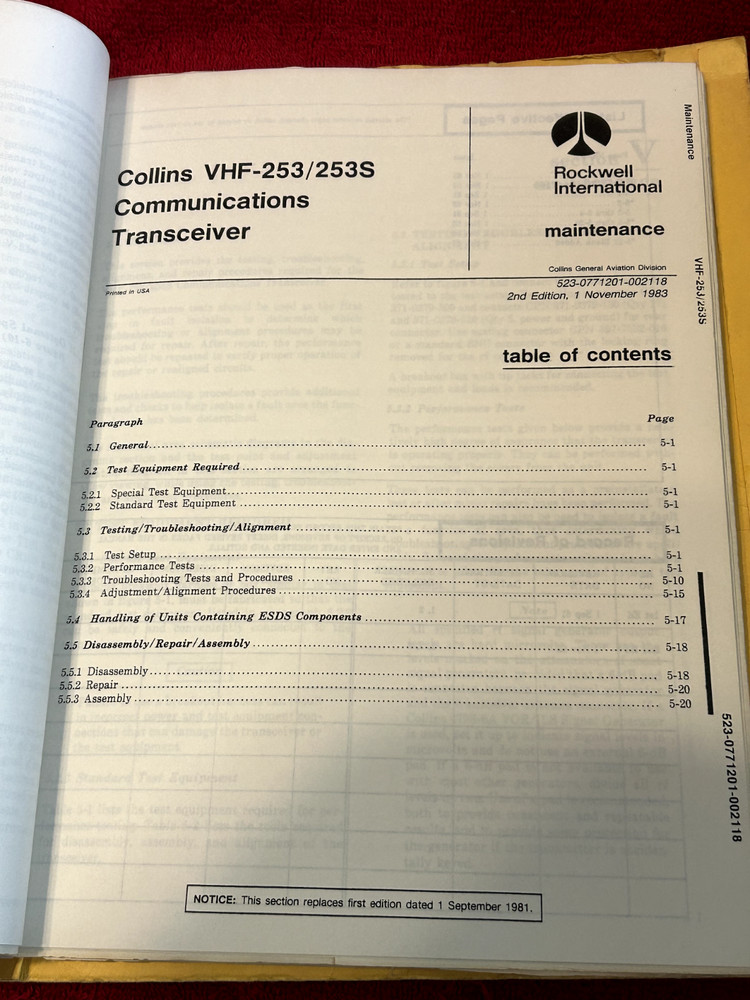 Collins VHF-253/253S
Communications
Transceiver
Rockwell
International
maintenance
Collins General Aviation Division
Printed in USA
523-0771201-002118
2nd Edition, 1 November 1983
table of contents
Paragraph Page
5.1 General 5-1
5.2 Test Equipment Required 5-1
5.2.1 Special Test Equipment 5-1
5.2.2 Standard Test Equipment 5-1
5.3 Testing/Troubleshooting/Alignment 5-1
5.3.1 Test Setup 5-1
5.3.2 Performance Tests 5-1
5.3.3 Troubleshooting Tests and Procedures 5-10
5.3.4 Adjustment/Alignment Procedures 5-15
5.4 Handling of Units Containing ESDS Components 5-17
5.5 Disassembly/Repair/Assembly 5-18
5.5.1 Disassembly 5-18
5.5.2 Repair 5-20
5.5.3 Assembly 5-20
NOTICE: This section replaces first edition dated 1 September 1981.
Maintenance
VHF-253/253S
523-0771201-002118